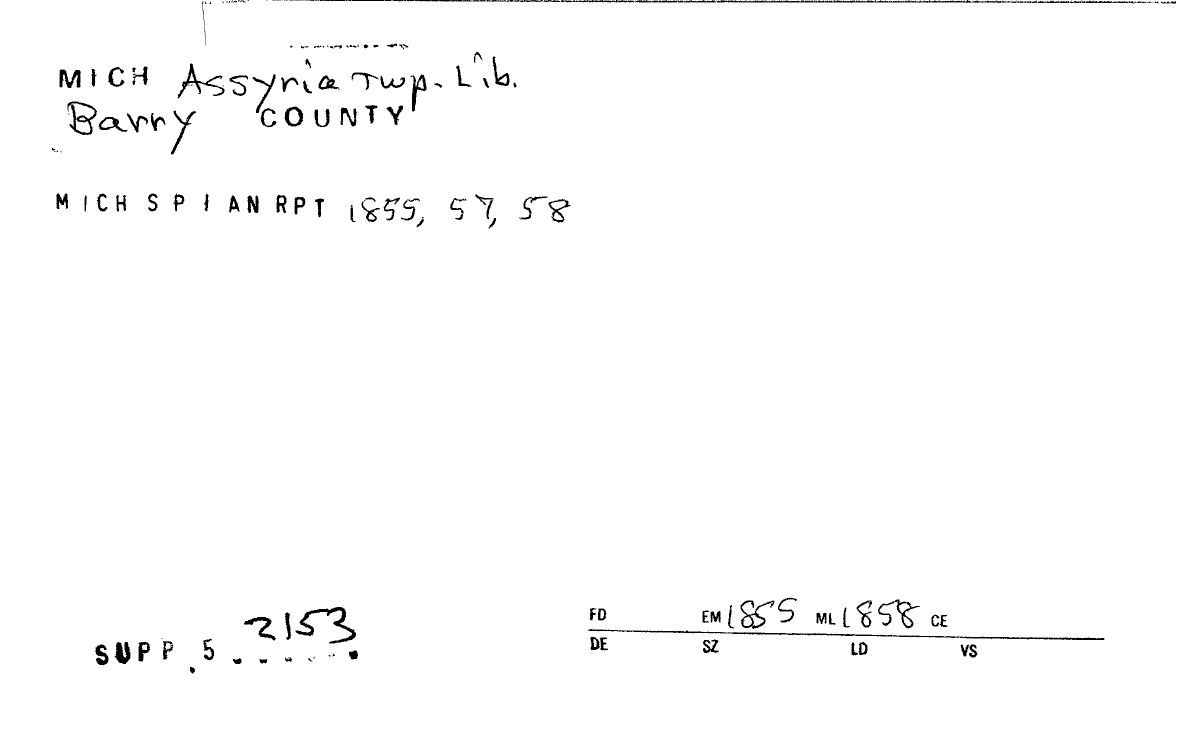 MICH Assyria Twp. Lib.
Barry COUNTY
MICH S P I AN RPT 1855, 57, 58
SUPP. 5 2153
FD EM 1855 ML 1858 CE
DE SZ LD VS